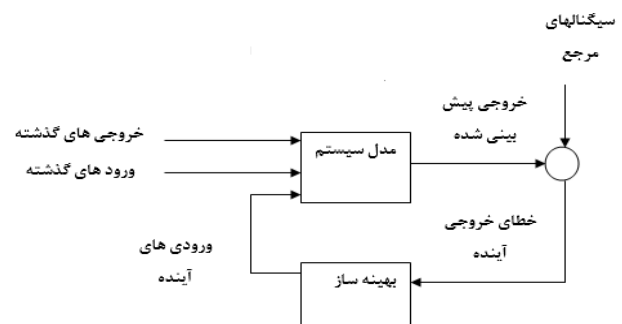 سیگنالهای
مرجع
خروجی پیش
بینی شده
خروجی های گذشته
ورود های گذشته
مدل سیستم
خطای خروجی
آینده
ورودی های
آینده
بهینه ساز